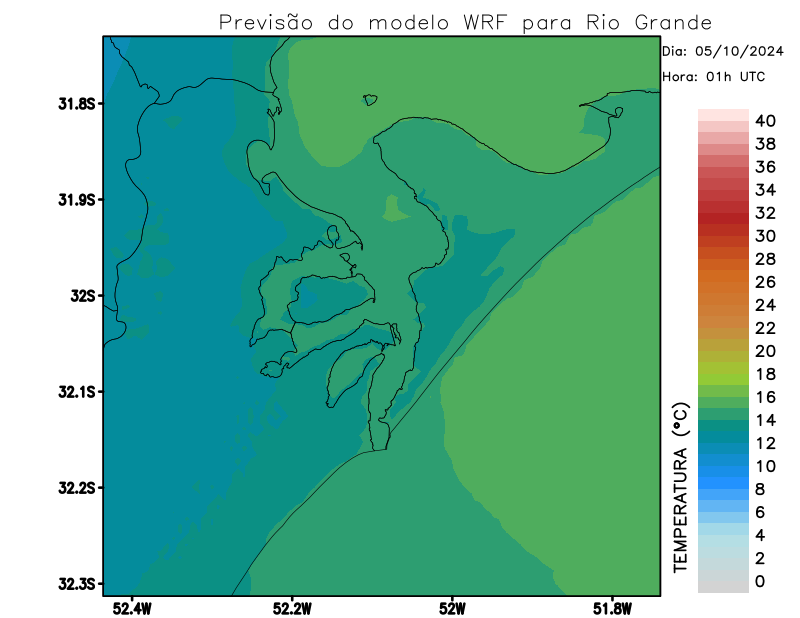 Previsão do modelo WRF para Rio Grande
Dia: 05/10/2024
Hora: 01h UTC
31.8S
31.9S
32S
32.1S
32.2S
32.3S
52.4W
52.2W
52W
51.8W
TEMPERATURA (°C)
40
38
36
34
32
30
28
26
24
22
20
18
16
14
12
10
8
6
4
2
0